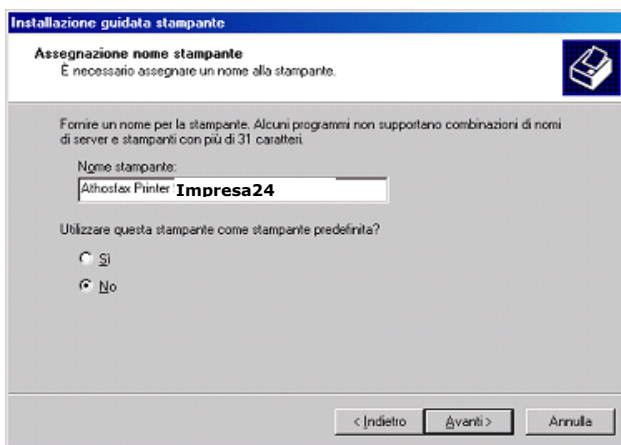 Installazione guidata stampante
Assegnazione nome stampante
È necessario assegnare un nome alla stampante.
Fornire un nome per la stampante. Alcuni programmi non supportano combinazioni di nomi
di server e stampanti con più di 31 caratteri.
Nome stampante:
Athosfax Printer Impresa24
Utilizzare questa stampante come stampante predefinita?
Sì
No
< Indietro Avanti > Annulla